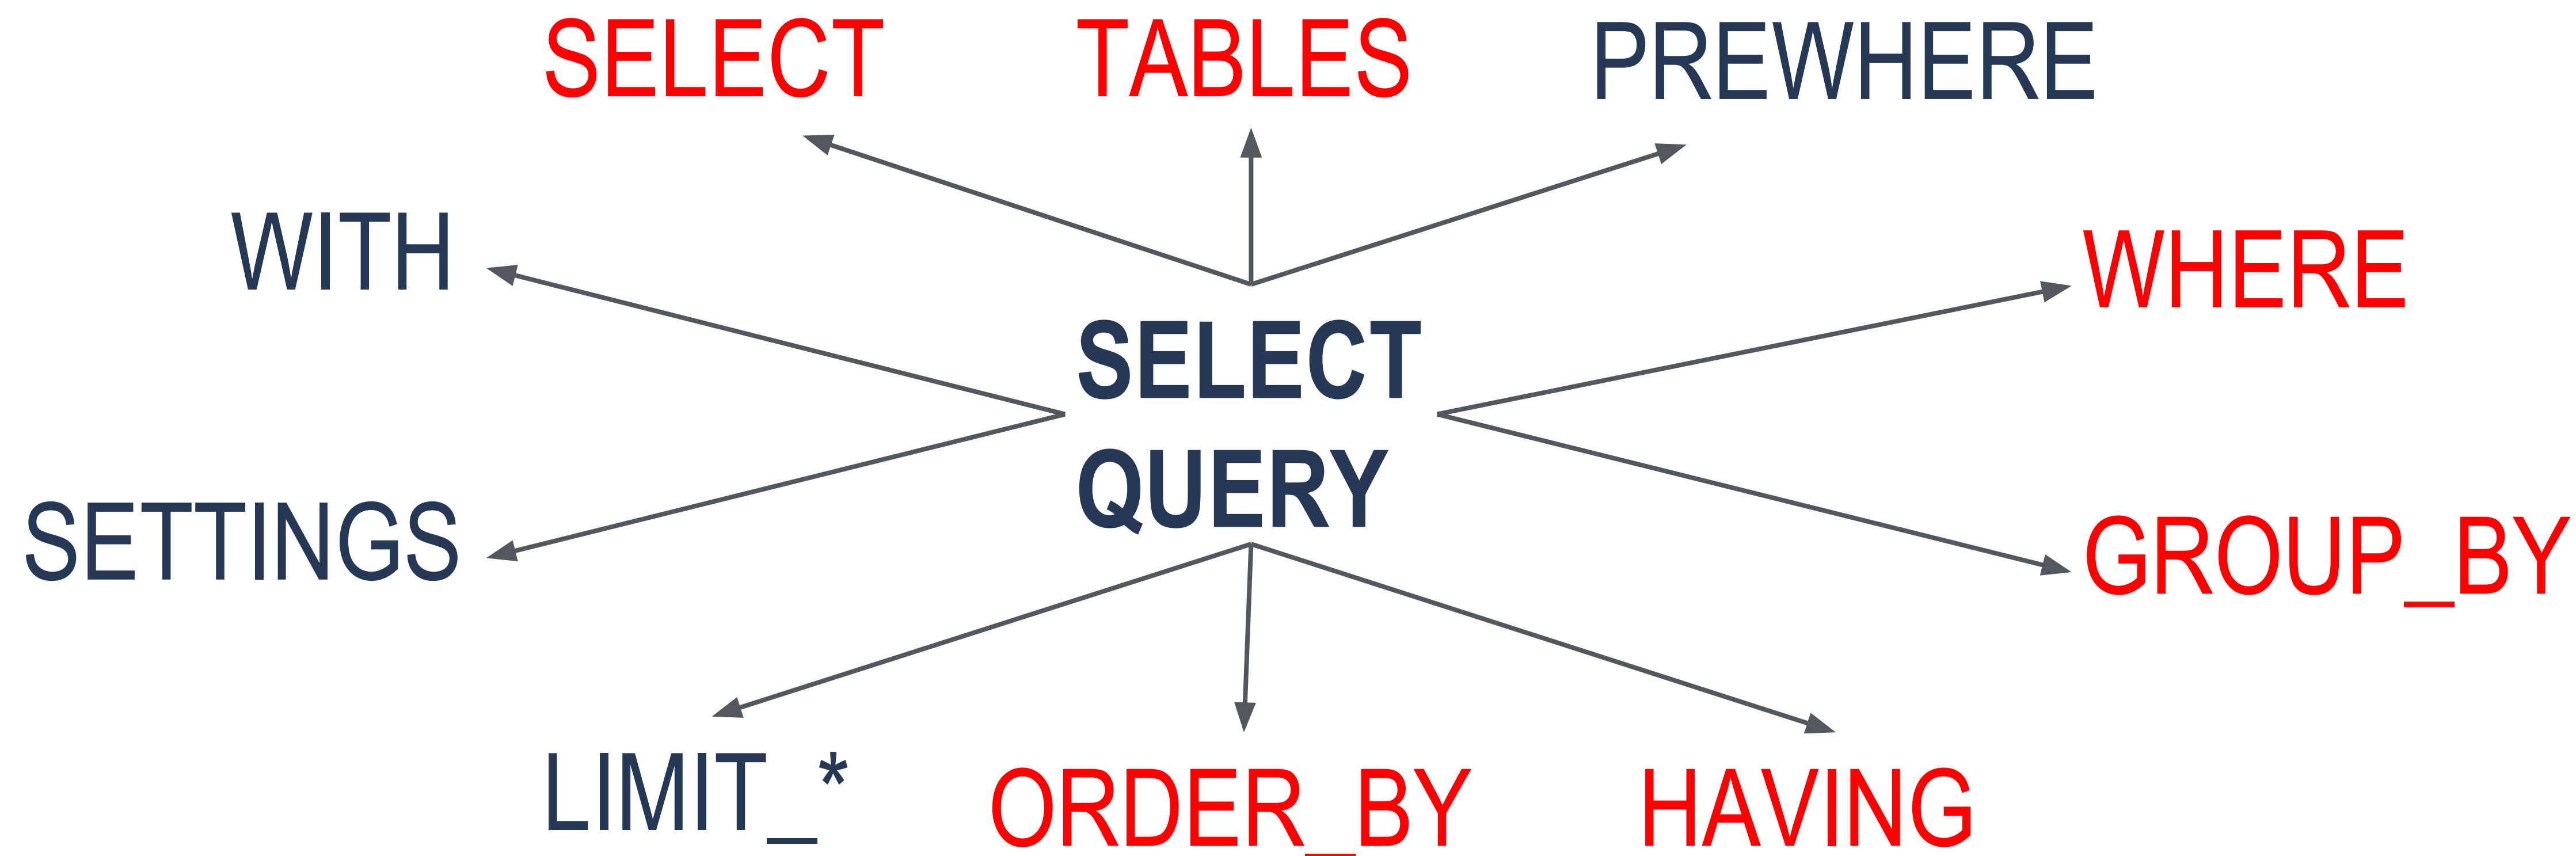 SELECT
TABLES
PREWHERE
WITH
WHERE
SELECT
QUERY
SETTINGS
GROUP_BY
LIMIT_*
ORDER_BY
HAVING